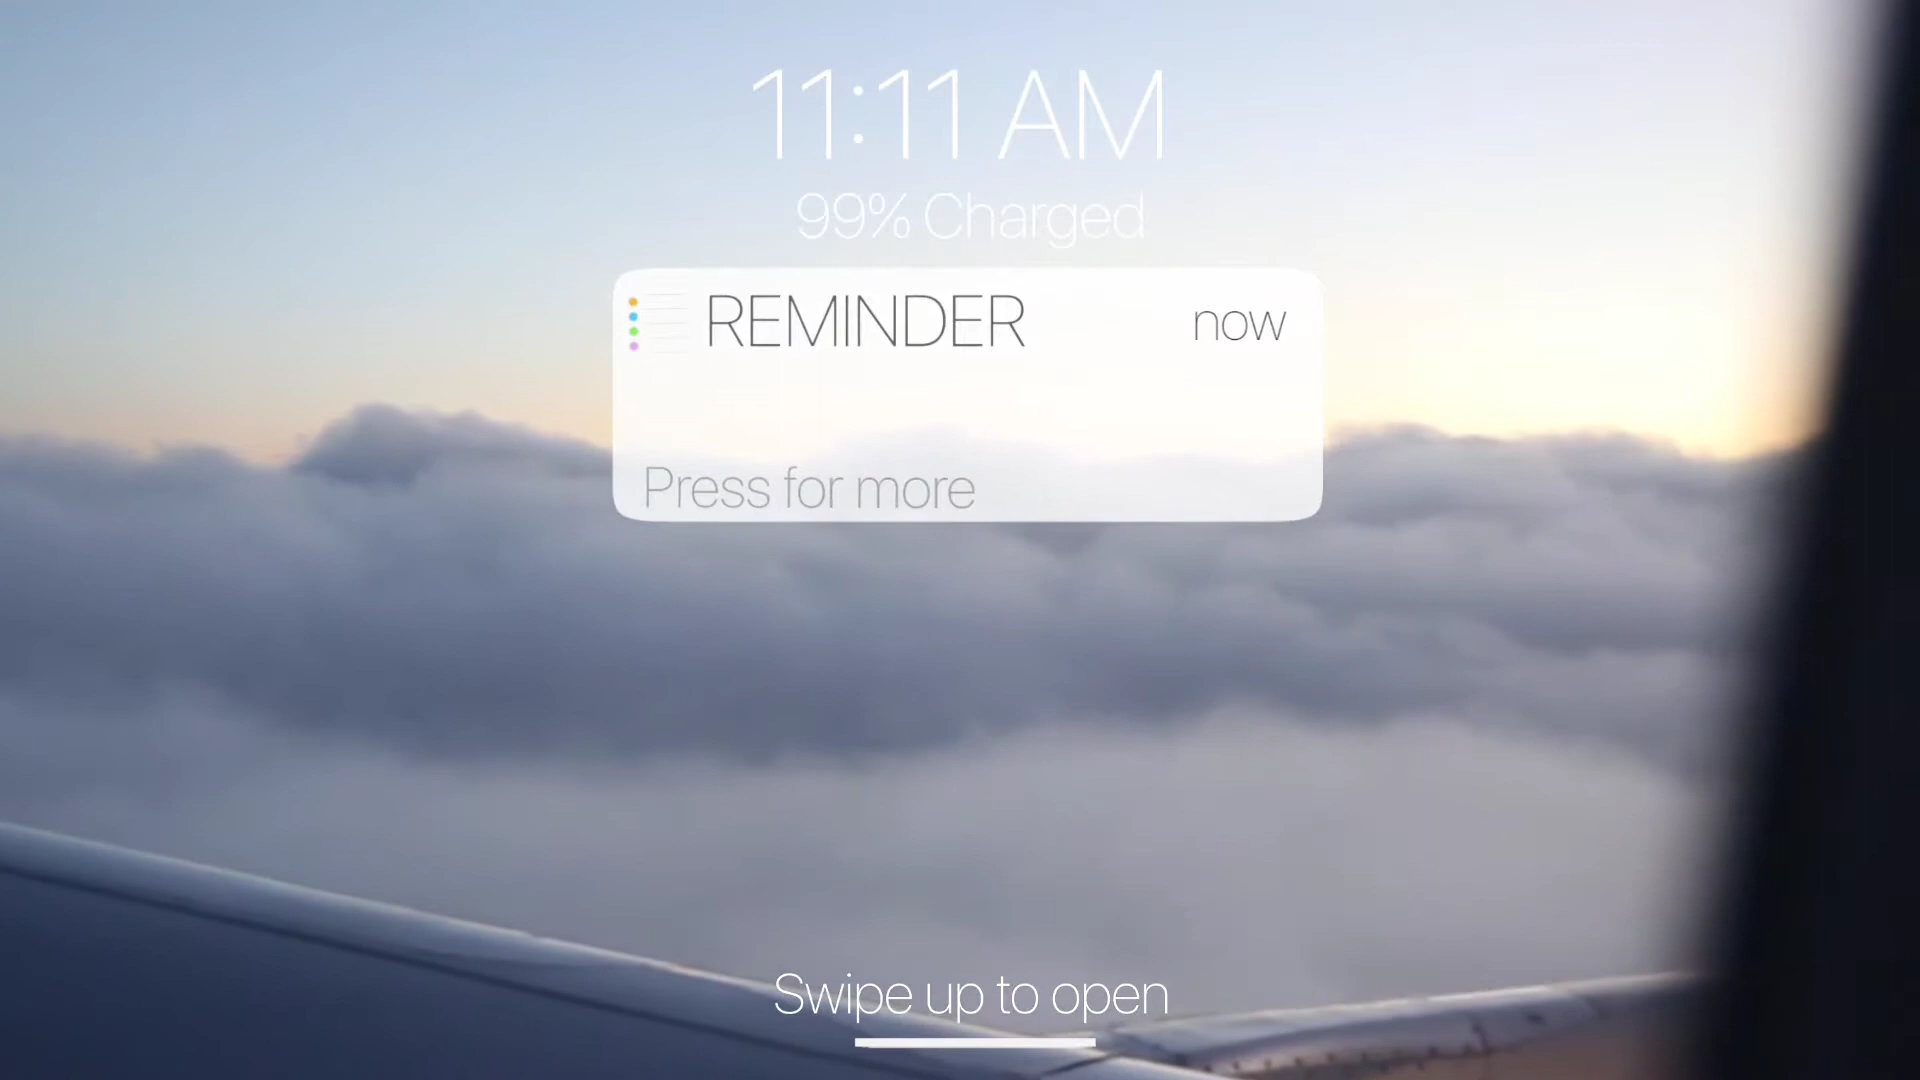 11:11 AM
99% Charged
REMINDER
now
Press for more
Swipe up to open